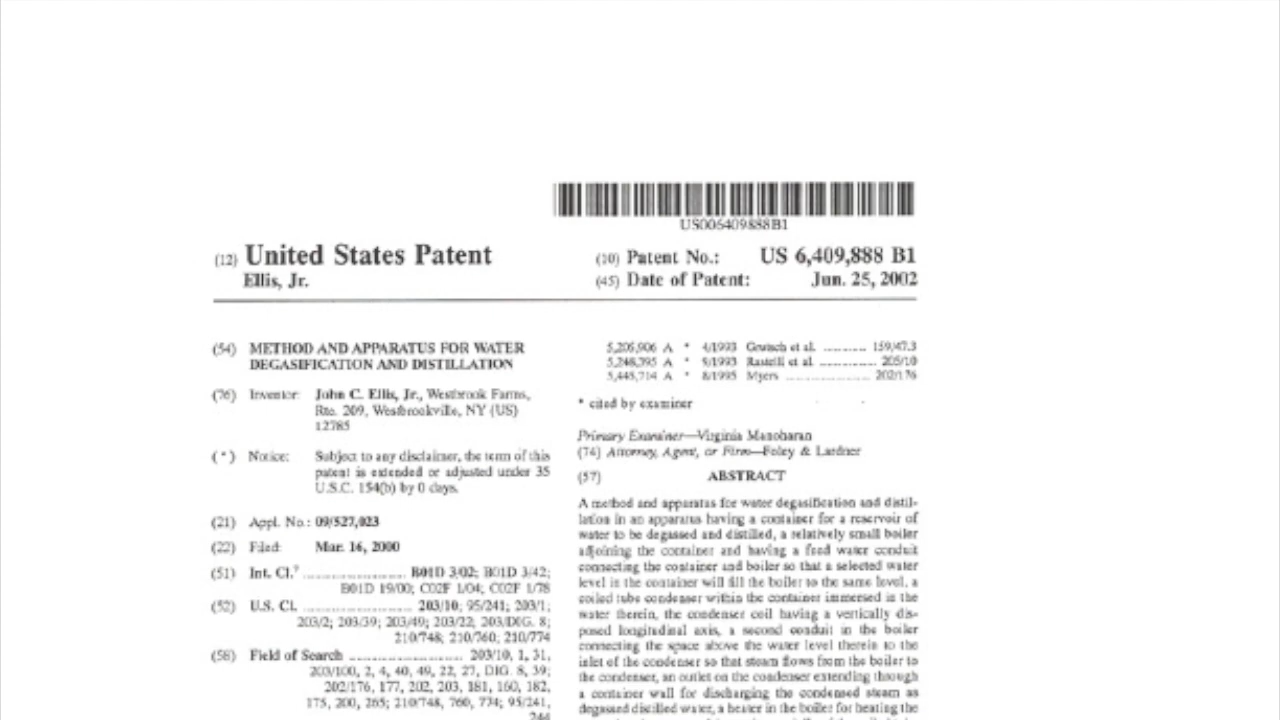 US006409888B1
(12) United States Patent
Ellis, Jr.
(10) Patent No.: US 6,409,888 B1
(45) Date of Patent: Jun. 25, 2002
(54) METHOD AND APPARATUS FOR WATER
DEGASIFICATION AND DISTILLATION
(76) Inventor: John C. Ellis, Jr., Westbrook Farms,
Rte. 209, Westbrookville, NY (US)
12785
(*) Notice: Subject to any disclaimer, the term of this
patent is extended or adjusted under 35
U.S.C. 154(b) by 0 days.
(21) Appl. No.: 09/527,023
(22) Filed: Mar. 16, 2000
(51) Int. Cl.7 .......................... B01D 3/02; B01D 3/42;
B01D 19/00; C02F 1/04; C02F 1/78
(52) U.S. Cl. .......................... 203/10; 95/241; 203/1;
203/2; 203/39; 203/49; 203/22; 203/DIG. 8;
210/748; 210/760; 210/774
(58) Field of Search .......................... 203/10, 1, 31,
203/100, 2, 4, 40, 49, 22, 27, DIG. 8, 39;
202/176, 177, 202, 203, 181, 160, 182,
175, 200, 265; 210/748, 760, 774; 95/241,
244
5,205,906 A * 4/1993 Grutsch et al. ........... 159/47.3
5,248,395 A * 9/1993 Rastelli et al. .............. 205/10
5,445,714 A * 8/1995 Myers ...................... 202/176
* cited by examiner
Primary Examiner—Virginia Manoharan
(74) Attorney, Agent, or Firm—Foley & Lardner
(57) ABSTRACT
A method and apparatus for water degasification and distil-
lation in an apparatus having a container for a reservoir of
water to be degassed and distilled, a relatively small boiler
adjoining the container and having a feed water conduit
connecting the container and boiler so that a selected water
level in the container will fill the boiler to the same level, a
coiled tube condenser within the container immersed in the
water therein, the condenser coil having a vertically dis-
posed longitudinal axis, a second conduit in the boiler
connecting the space above the water level therein to the
inlet of the condenser so that steam flows from the boiler to
the condenser, an outlet on the condenser extending through
a container wall for discharging the condensed steam as
degassed distilled water, a heater in the boiler for heating the